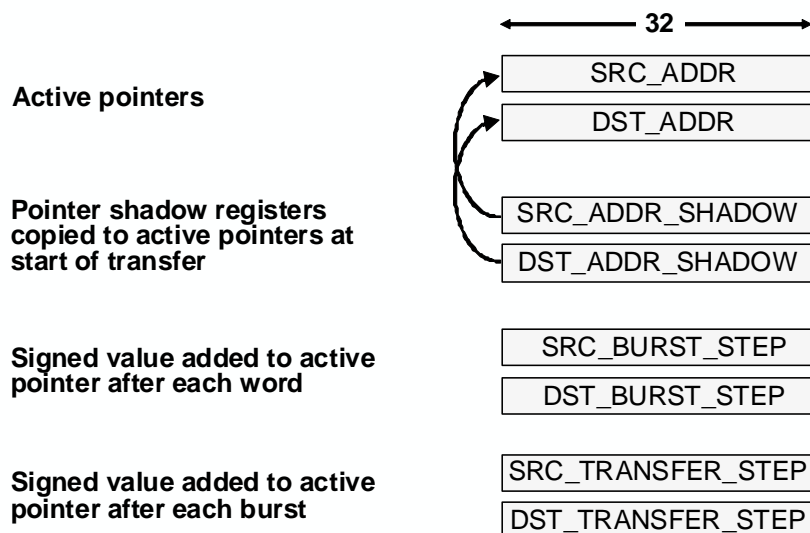 32
SRC_ADDR
Active pointers
DST_ADDR
Pointer shadow registers
copied to active pointers at
start of transfer
SRC_ADDR_SHADOW
DST_ADDR_SHADOW
Signed value added to active
pointer after each word
SRC_BURST_STEP
DST_BURST_STEP
Signed value added to active
pointer after each burst
SRC_TRANSFER_STEP
DST_TRANSFER_STEP